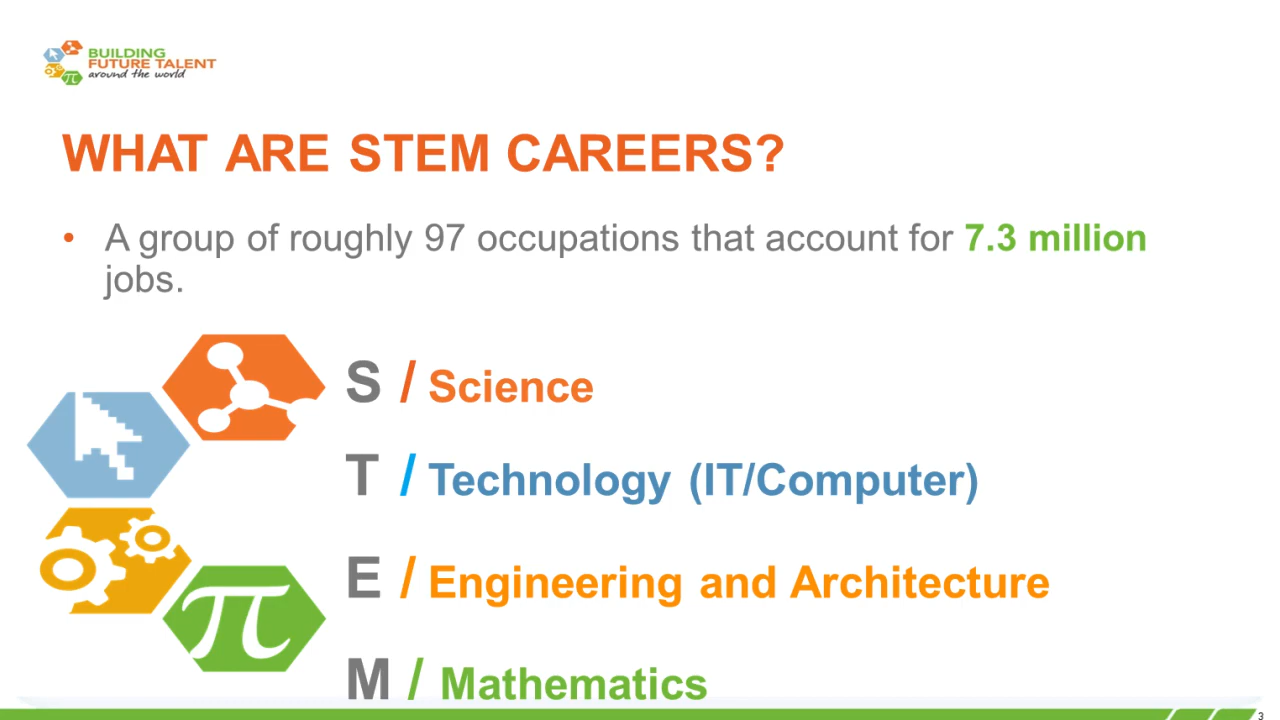 BUILDING
FUTURE TALENT
around the world
WHAT ARE STEM CAREERS?
• A group of roughly 97 occupations that account for 7.3 million
jobs.
S / Science
T / Technology (IT/Computer)
E / Engineering and Architecture
M / Mathematics
π
3